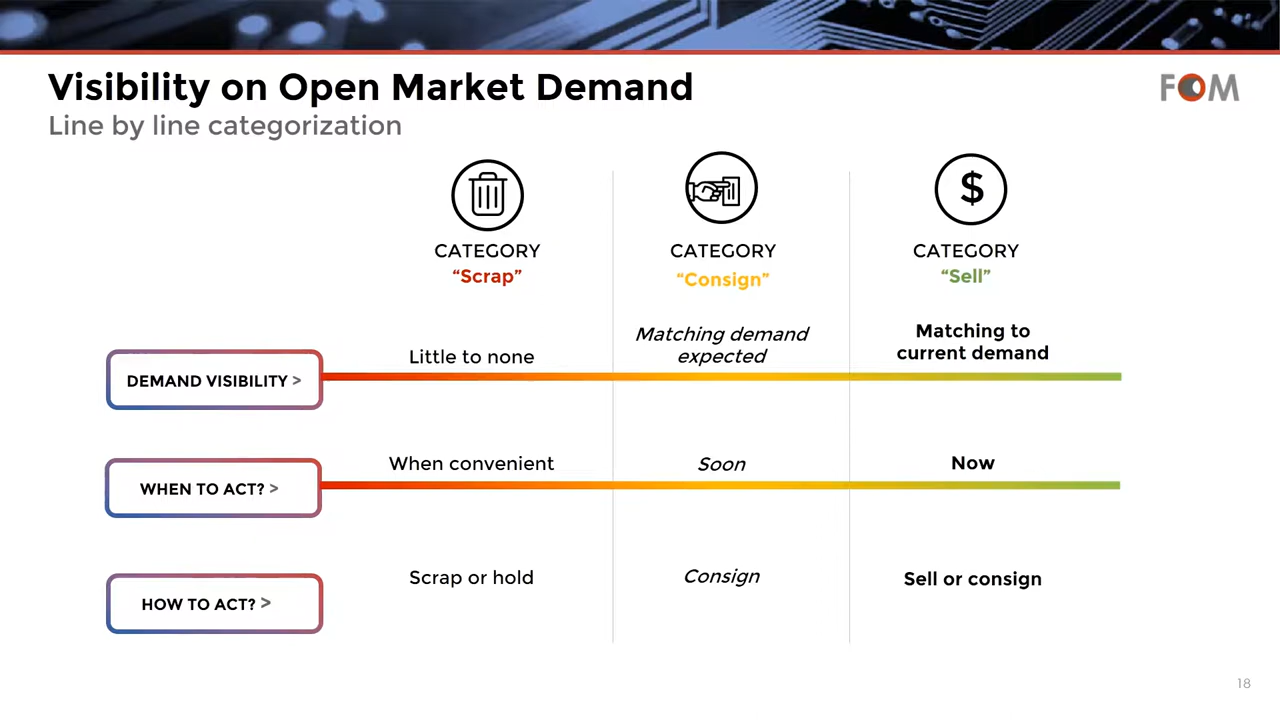 Visibility on Open Market Demand
FOM
Line by line categorization
$
CATEGORY
“Scrap”
CATEGORY
“Consign”
CATEGORY
“Sell”
DEMAND VISIBILITY >
Little to none
Matching demand
expected
Matching to
current demand
WHEN TO ACT? >
When convenient
Soon
Now
HOW TO ACT? >
Scrap or hold
Consign
Sell or consign
18